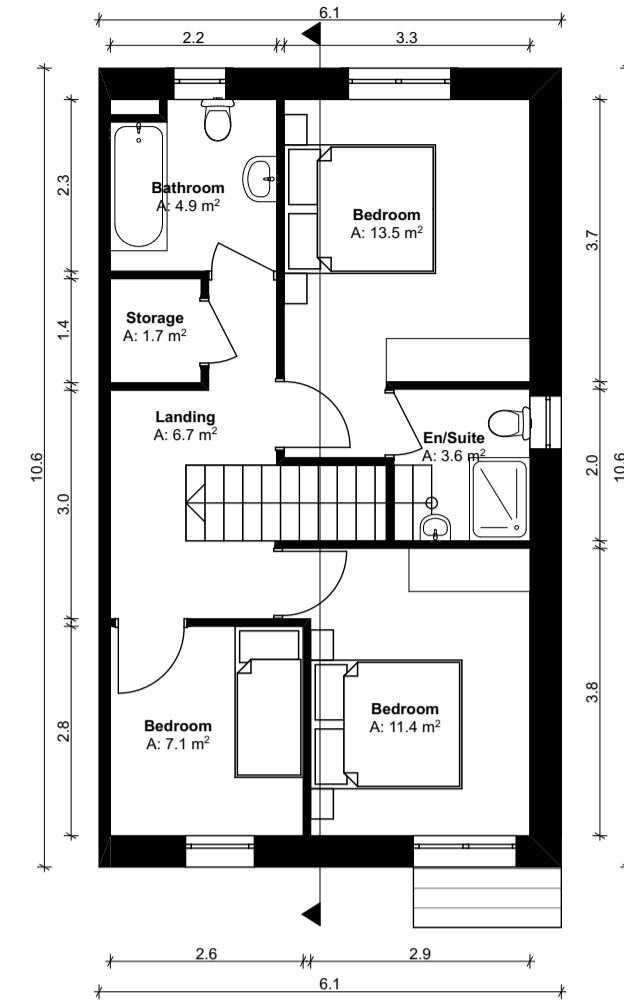 6.1
2.2
3.3
2.3
Bathroom
A: 4.9 m²
Bedroom
A: 13.5 m²
3.7
1.4
Storage
A: 1.7 m²
Landing
A: 6.7 m²
En/Suite
A: 3.6 m²
10.6
3.0
2.0
10.6
2.8
Bedroom
A: 7.1 m²
Bedroom
A: 11.4 m²
3.8
2.6
2.9
6.1